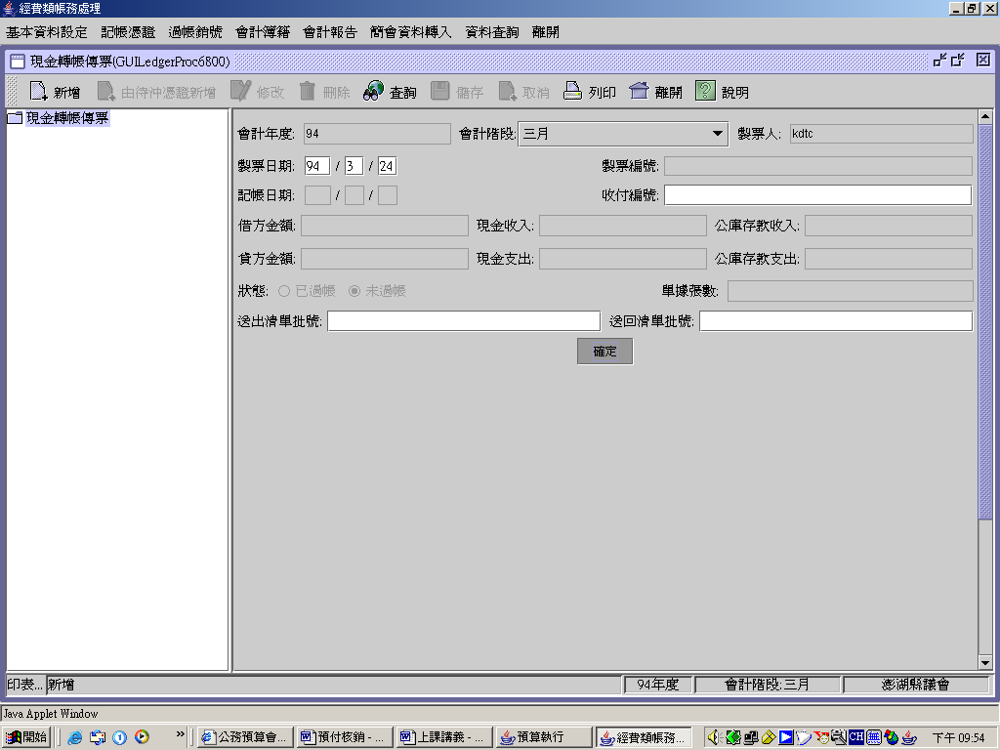 經費類帳務處理
基本資料設定 記帳憑證 過帳銷號 會計簿籍 會計報告 簡會資料轉入 資料查詢 離開
現金轉帳傳票(GUILedgerProc6800)
新增 由待沖憑證新增 修改 刪除 查詢 儲存 取消 列印 離開 說明
現金轉帳傳票
會計年度: 94 會計階段: 三月 製票人: kdtc
製票日期: 94 / 3 / 24 製票編號:
記帳日期: / / 收付編號:
借方金額: 現金收入: 公庫存款收入:
貸方金額: 現金支出: 公庫存款支出:
狀態: 已過帳 未過帳 單據張數:
送出清單批號: 送回清單批號:
確定
印表... 新增 94年度 會計階段:三月 澎湖縣議會
Java Applet Window
開始 » 公務預算會... 預付核銷 - ... 上課講義 - ... 預算執行 經費類帳務... CH 下午 09:54